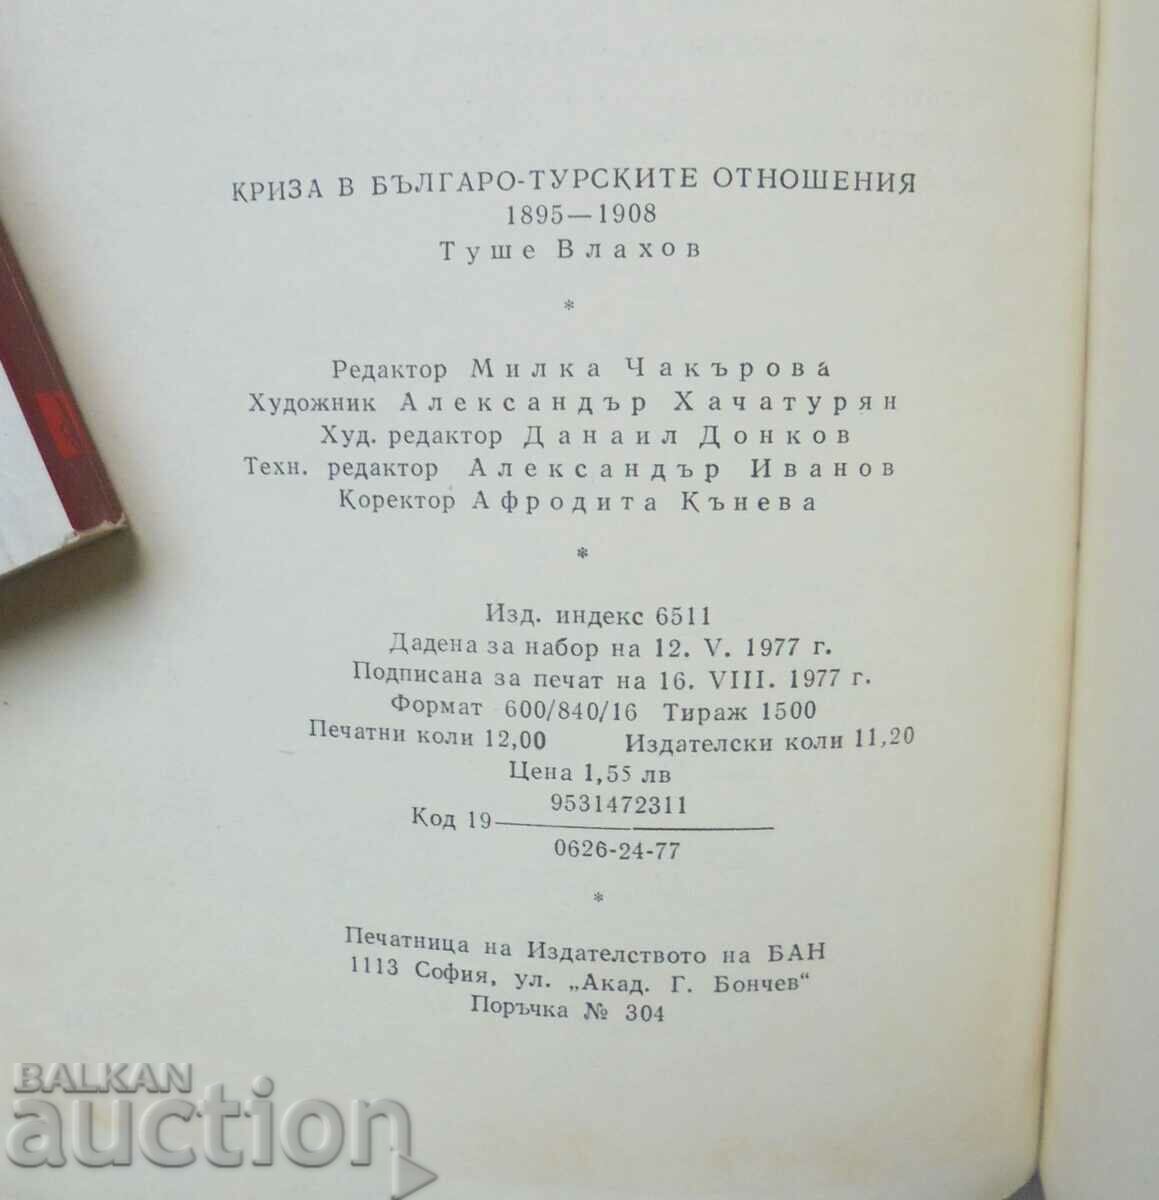 КРИЗА В БЪЛГАРО-ТУРСКИТЕ ОТНОШЕНИЯ
1895—1908
Туше Влахов
*
Редактор Милка Чакърова
Художник Александър Хачатурян
Худ. редактор Данаил Донков
Техн. редактор Александър Иванов
Коректор Афродита Кънева
*
Изд. индекс 6511
Дадена за набор на 12. V. 1977 г.
Подписана за печат на 16. VIII. 1977 г.
Формат 600/840/16 Тираж 1500
Печатни коли 12,00 Издателски коли 11,20
Цена 1,55 лв
9531472311
Код 19
0626-24-77
*
Печатница на Издателството на БАН
1113 София, ул. „Акад. Г. Бончев“
Поръчка № 304
BALKAN
auction